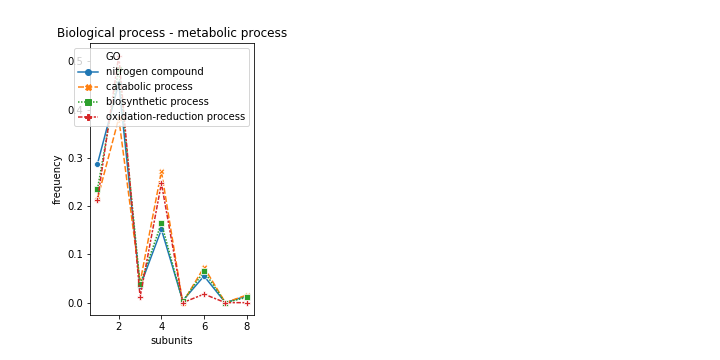 Biological process - metabolic process
GO
nitrogen compound
catabolic process
biosynthetic process
oxidation-reduction process
0.5
0.4
0.3
0.2
0.1
0.0
frequency
2 4 6 8
subunits